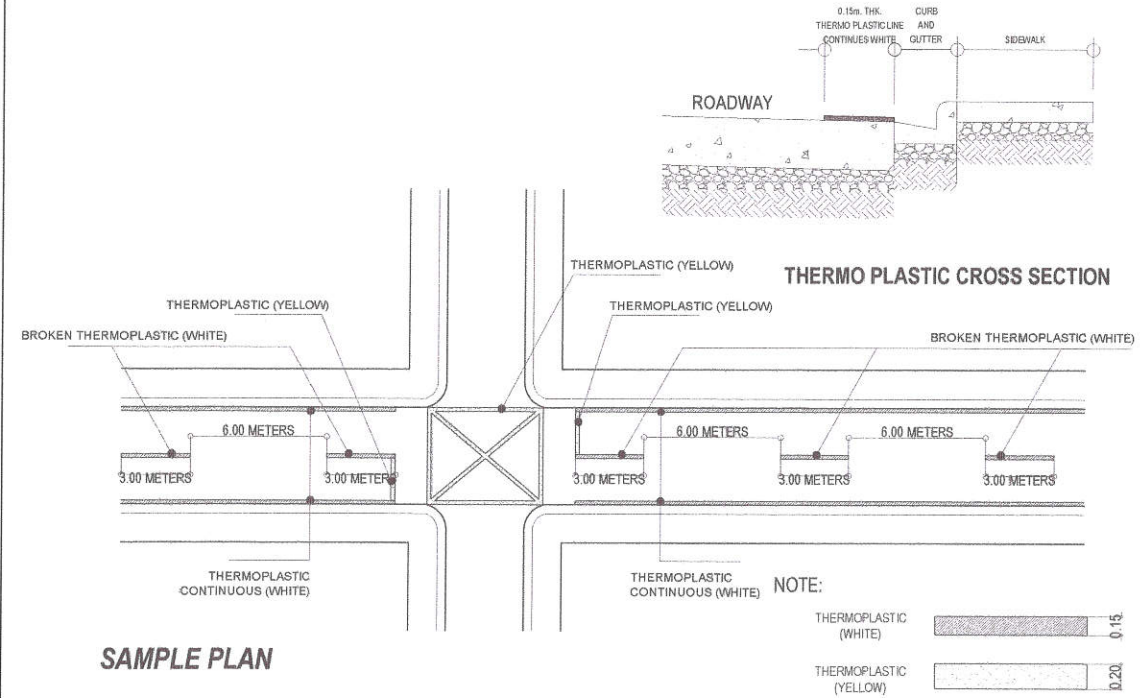 0.15m. THK.
THERMO PLASTIC LINE
CONTINUES WHITE
CURB
AND
GUTTER
SIDEWALK
ROADWAY
THERMO PLASTIC CROSS SECTION
THERMOPLASTIC (YELLOW)
THERMOPLASTIC (YELLOW)
THERMOPLASTIC (YELLOW)
BROKEN THERMOPLASTIC (WHITE)
BROKEN THERMOPLASTIC (WHITE)
6.00 METERS
6.00 METERS
6.00 METERS
3.00 METERS
3.00 METERS
3.00 METERS
3.00 METERS
3.00 METERS
THERMOPLASTIC
CONTINUOUS (WHITE)
THERMOPLASTIC
CONTINUOUS (WHITE)
NOTE:
THERMOPLASTIC
(WHITE)
0.15
THERMOPLASTIC
(YELLOW)
0.20
SAMPLE PLAN